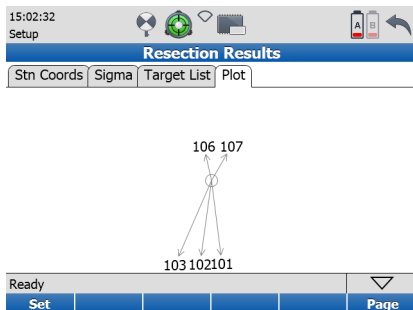 15:02:32
Setup
A B
Resection Results
Stn Coords Sigma Target List Plot
106 107
103 102 101
Ready
Set Page